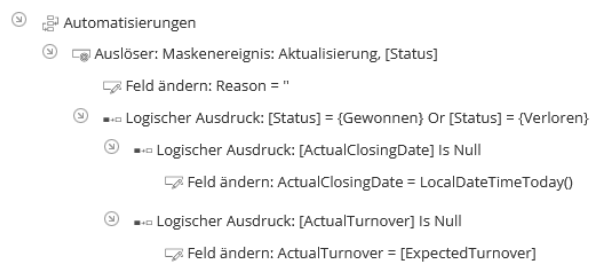 Automatisierungen
Auslöser: Maskenereignis: Aktualisierung, [Status]
Feld ändern: Reason = ''
Logischer Ausdruck: [Status] = {Gewonnen} Or [Status] = {Verloren}
Logischer Ausdruck: [ActualClosingDate] Is Null
Feld ändern: ActualClosingDate = LocalDateTimeToday()
Logischer Ausdruck: [ActualTurnover] Is Null
Feld ändern: ActualTurnover = [ExpectedTurnover]